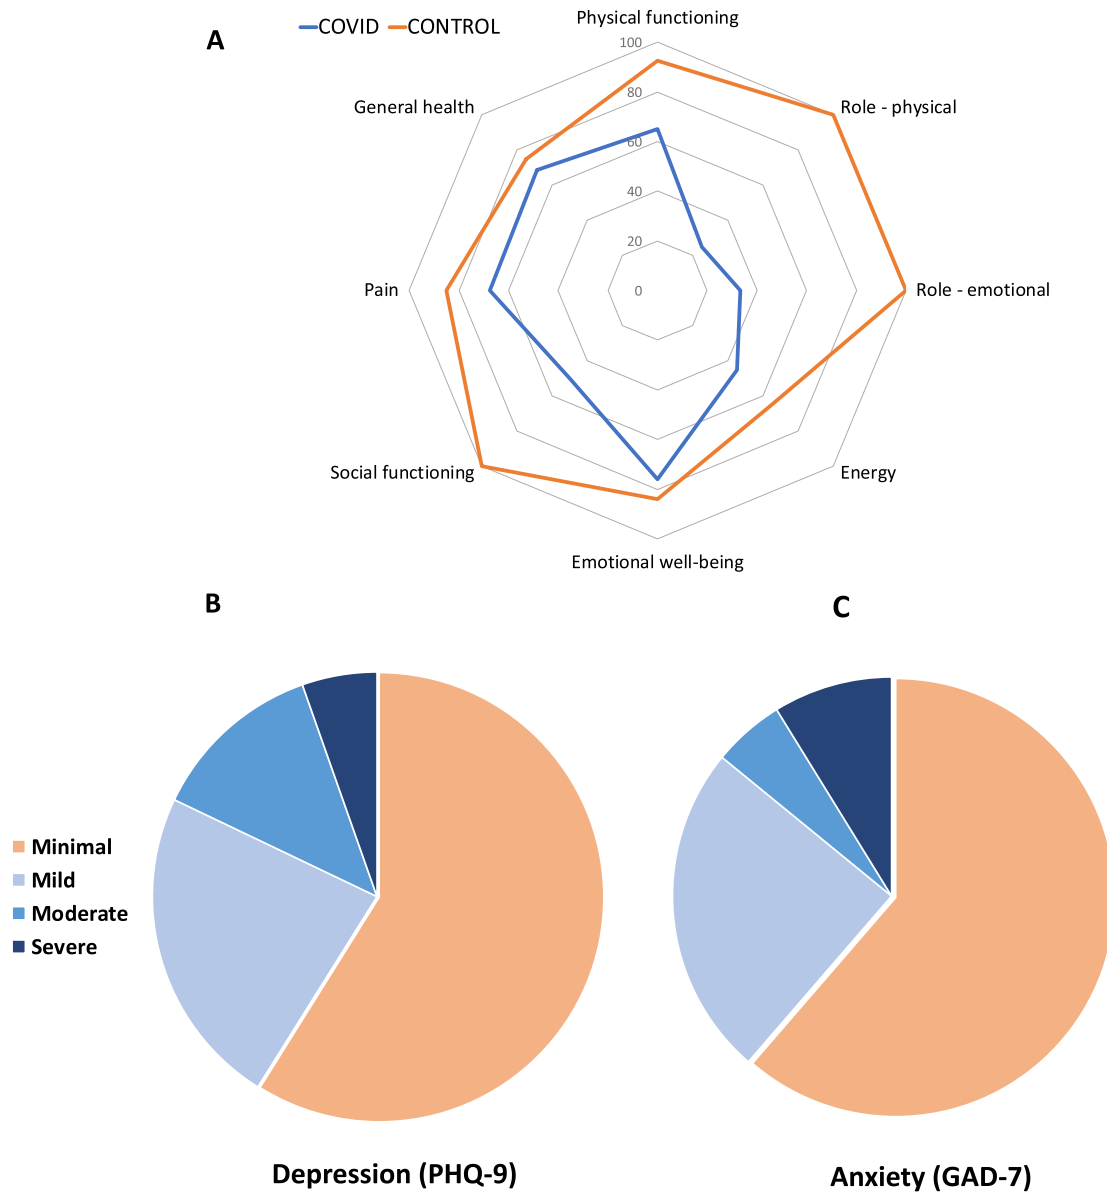 A
COVID CONTROL
Physical functioning
100
General health
Role - physical
80
60
40
20
Pain
0
Role - emotional
Social functioning
Energy
Emotional well-being
B
C
Minimal
Mild
Moderate
Severe
Depression (PHQ-9)
Anxiety (GAD-7)